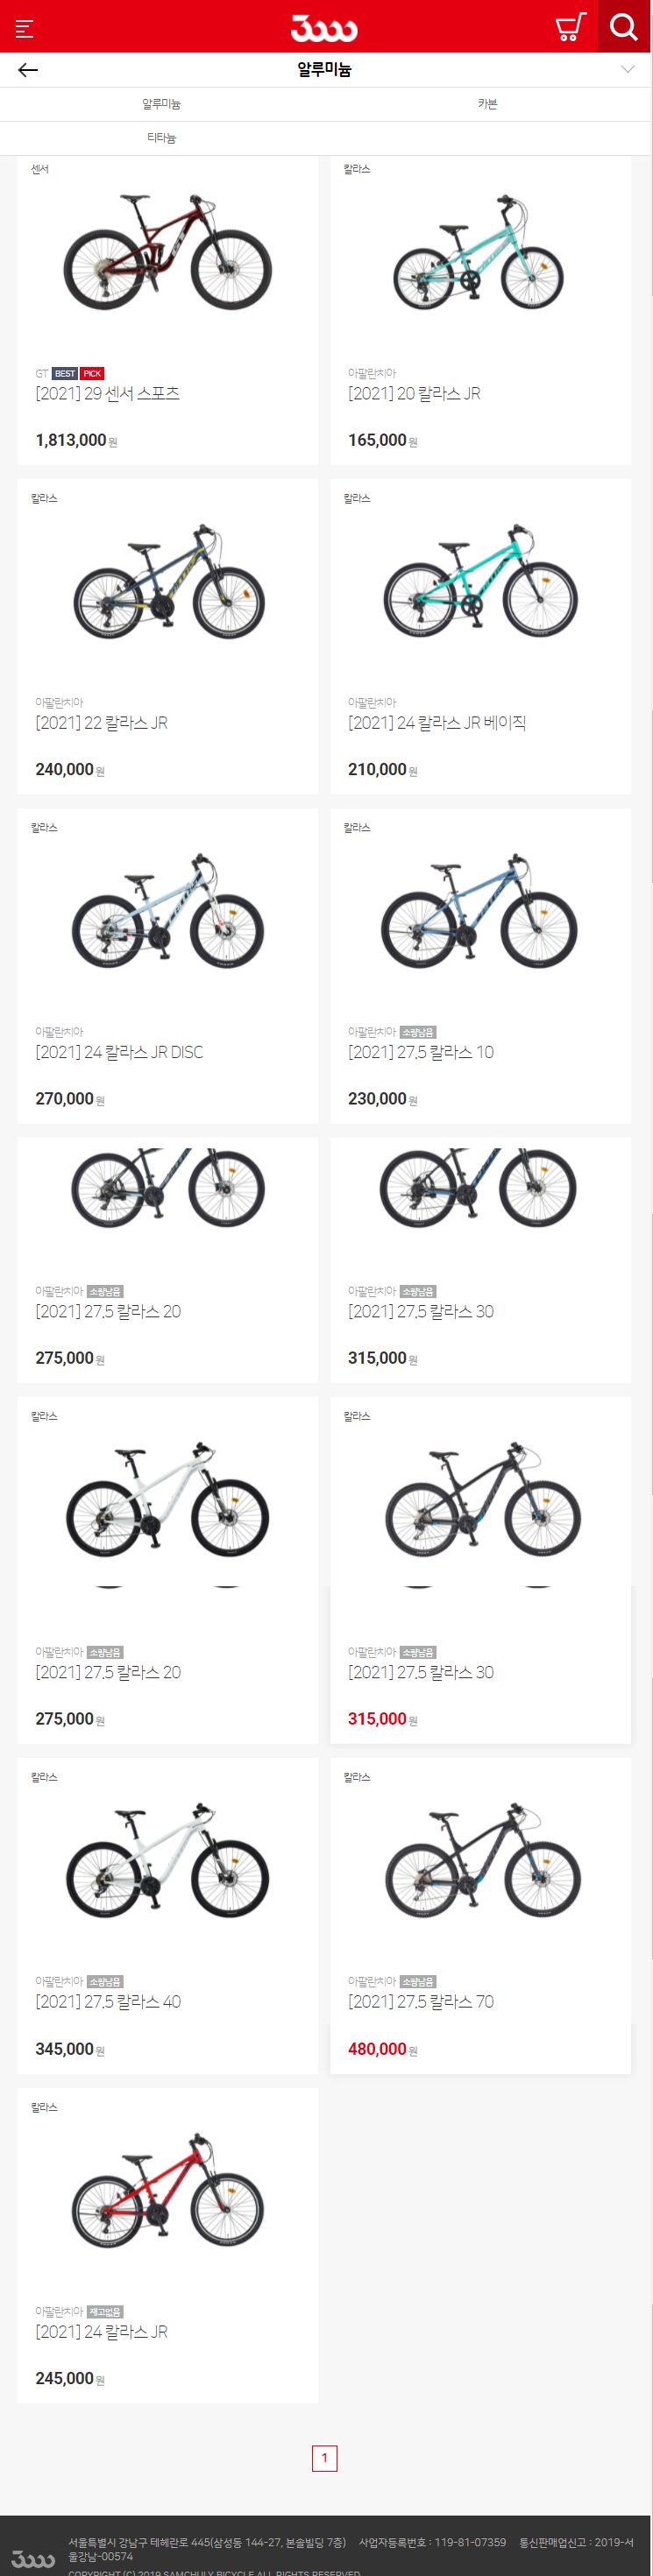 알루미늄
알루미늄
카본
티타늄
센서
GT BEST PICK
[2021] 29 센서 스포츠
1,813,000 원
칼라스
아팔란치아
[2021] 20 칼라스 JR
165,000 원
칼라스
아팔란치아
[2021] 22 칼라스 JR
240,000 원
칼라스
아팔란치아
[2021] 24 칼라스 JR 베이직
210,000 원
칼라스
아팔란치아
[2021] 24 칼라스 JR DISC
270,000 원
칼라스
아팔란치아 소량남음
[2021] 27.5 칼라스 10
230,000 원
아팔란치아 소량남음
[2021] 27.5 칼라스 20
275,000 원
아팔란치아 소량남음
[2021] 27.5 칼라스 30
315,000 원
칼라스
아팔란치아 소량남음
[2021] 27.5 칼라스 20
275,000 원
칼라스
아팔란치아 소량남음
[2021] 27.5 칼라스 30
315,000 원
칼라스
아팔란치아 소량남음
[2021] 27.5 칼라스 40
345,000 원
칼라스
아팔란치아 소량남음
[2021] 27.5 칼라스 70
480,000 원
칼라스
아팔란치아 재고없음
[2021] 24 칼라스 JR
245,000 원
1
서울특별시 강남구 테헤란로 445(삼성동 144-27, 본솔빌딩 7층) 사업자등록번호 : 119-81-07359 통신판매업신고 : 2019-서
울강남-00574
COPYRIGHT (C) 2019 SAMCHULY BICYCLE ALL RIGHTS RESERVED